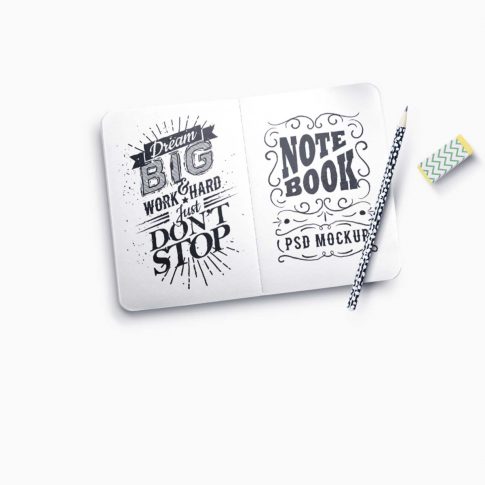 Dream
BIG
&
WORK HARD
Just
DON'T
STOP
NOTE
BOOK
PSD MOCKUP